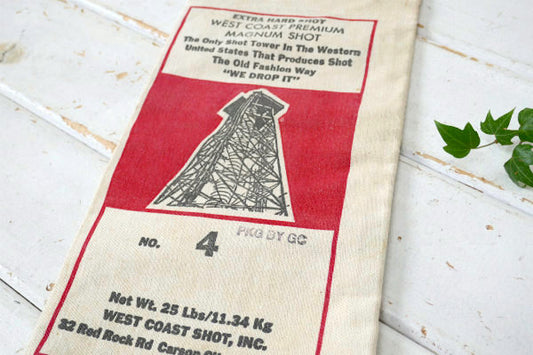 EXTRA HARD SHOT
WEST COAST PREMIUM
MAGNUM SHOT
The Only Shot Tower In The Western
United States That Produces Shot
The Old Fashion Way
"WE DROP IT"
NO. 4 PKG BY GC
Net Wt. 25 Lbs/11.34 Kg
WEST COAST SHOT, INC.
32 Red Rock Rd Carson